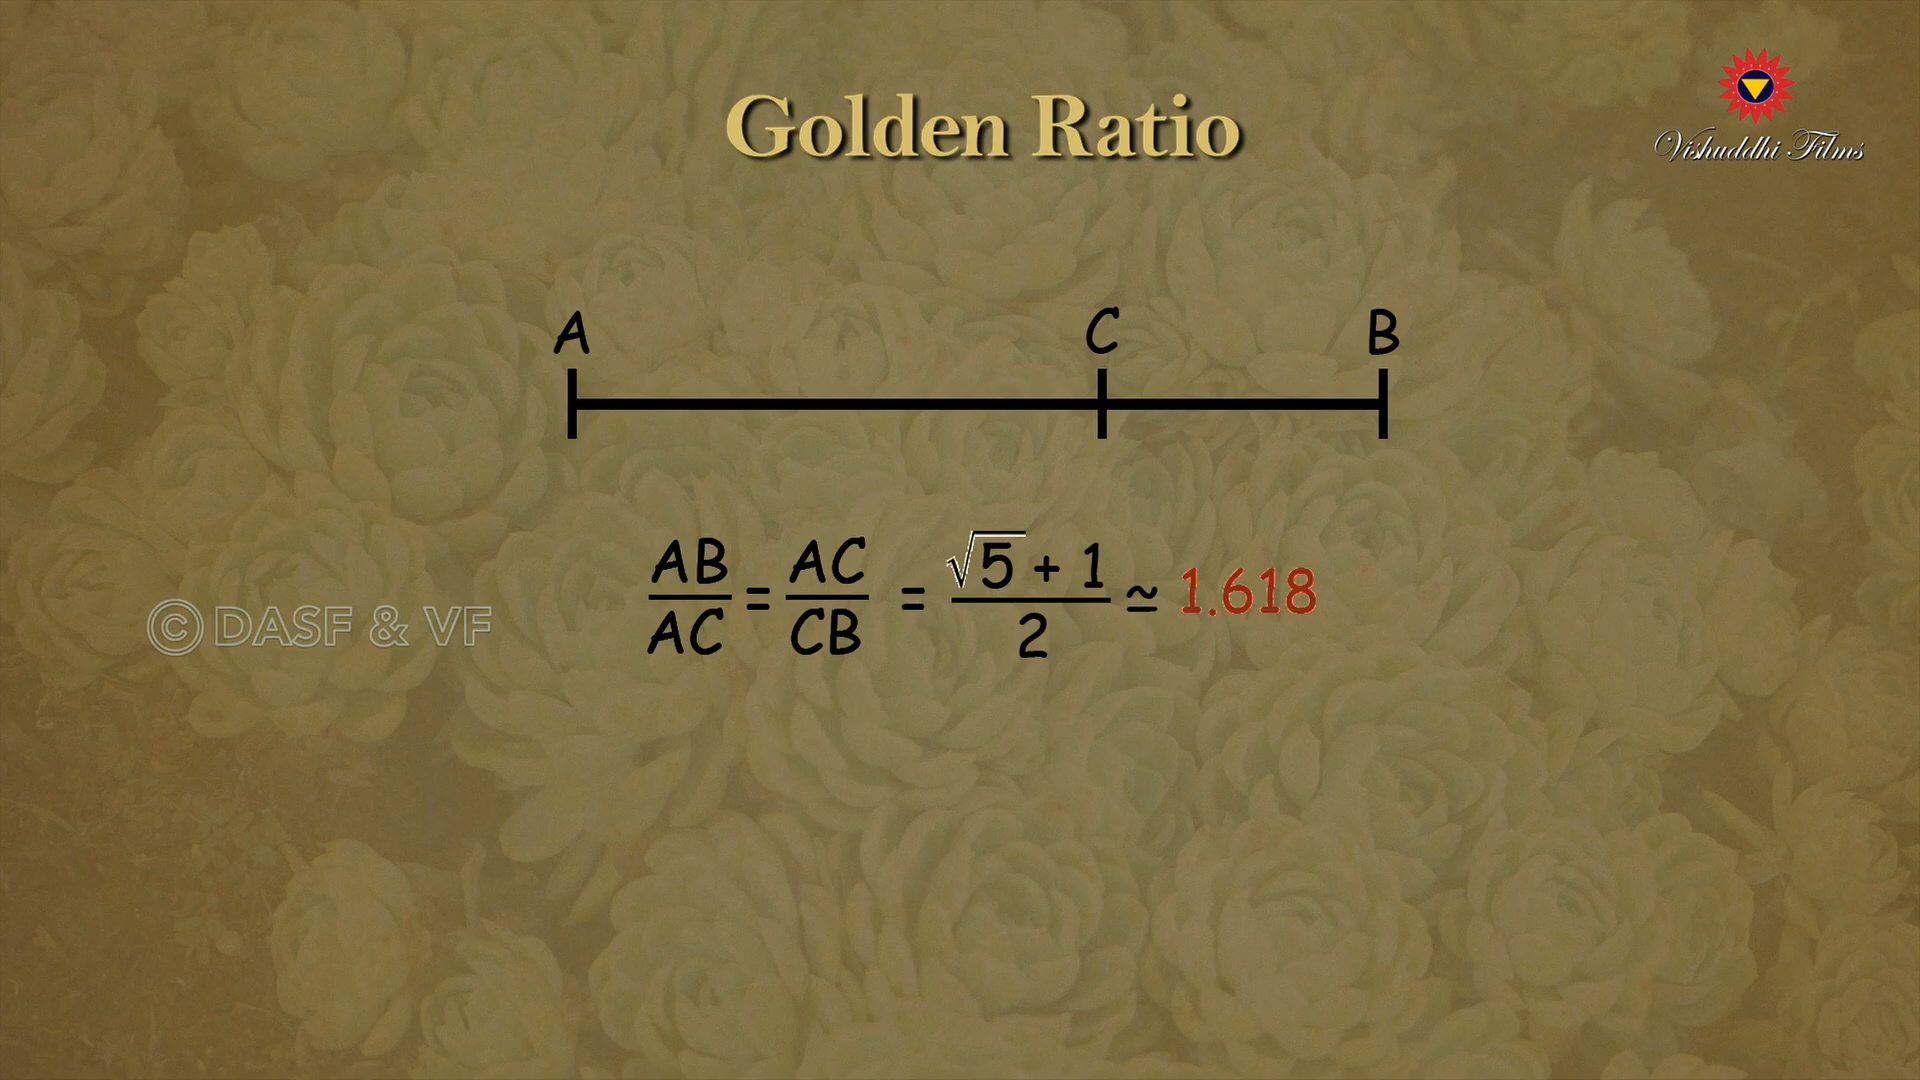 Golden Ratio
Vishuddhi Films
A C B
AB/AC = AC/CB = (√5 + 1)/2 ≃ 1.618
© DASF & VF